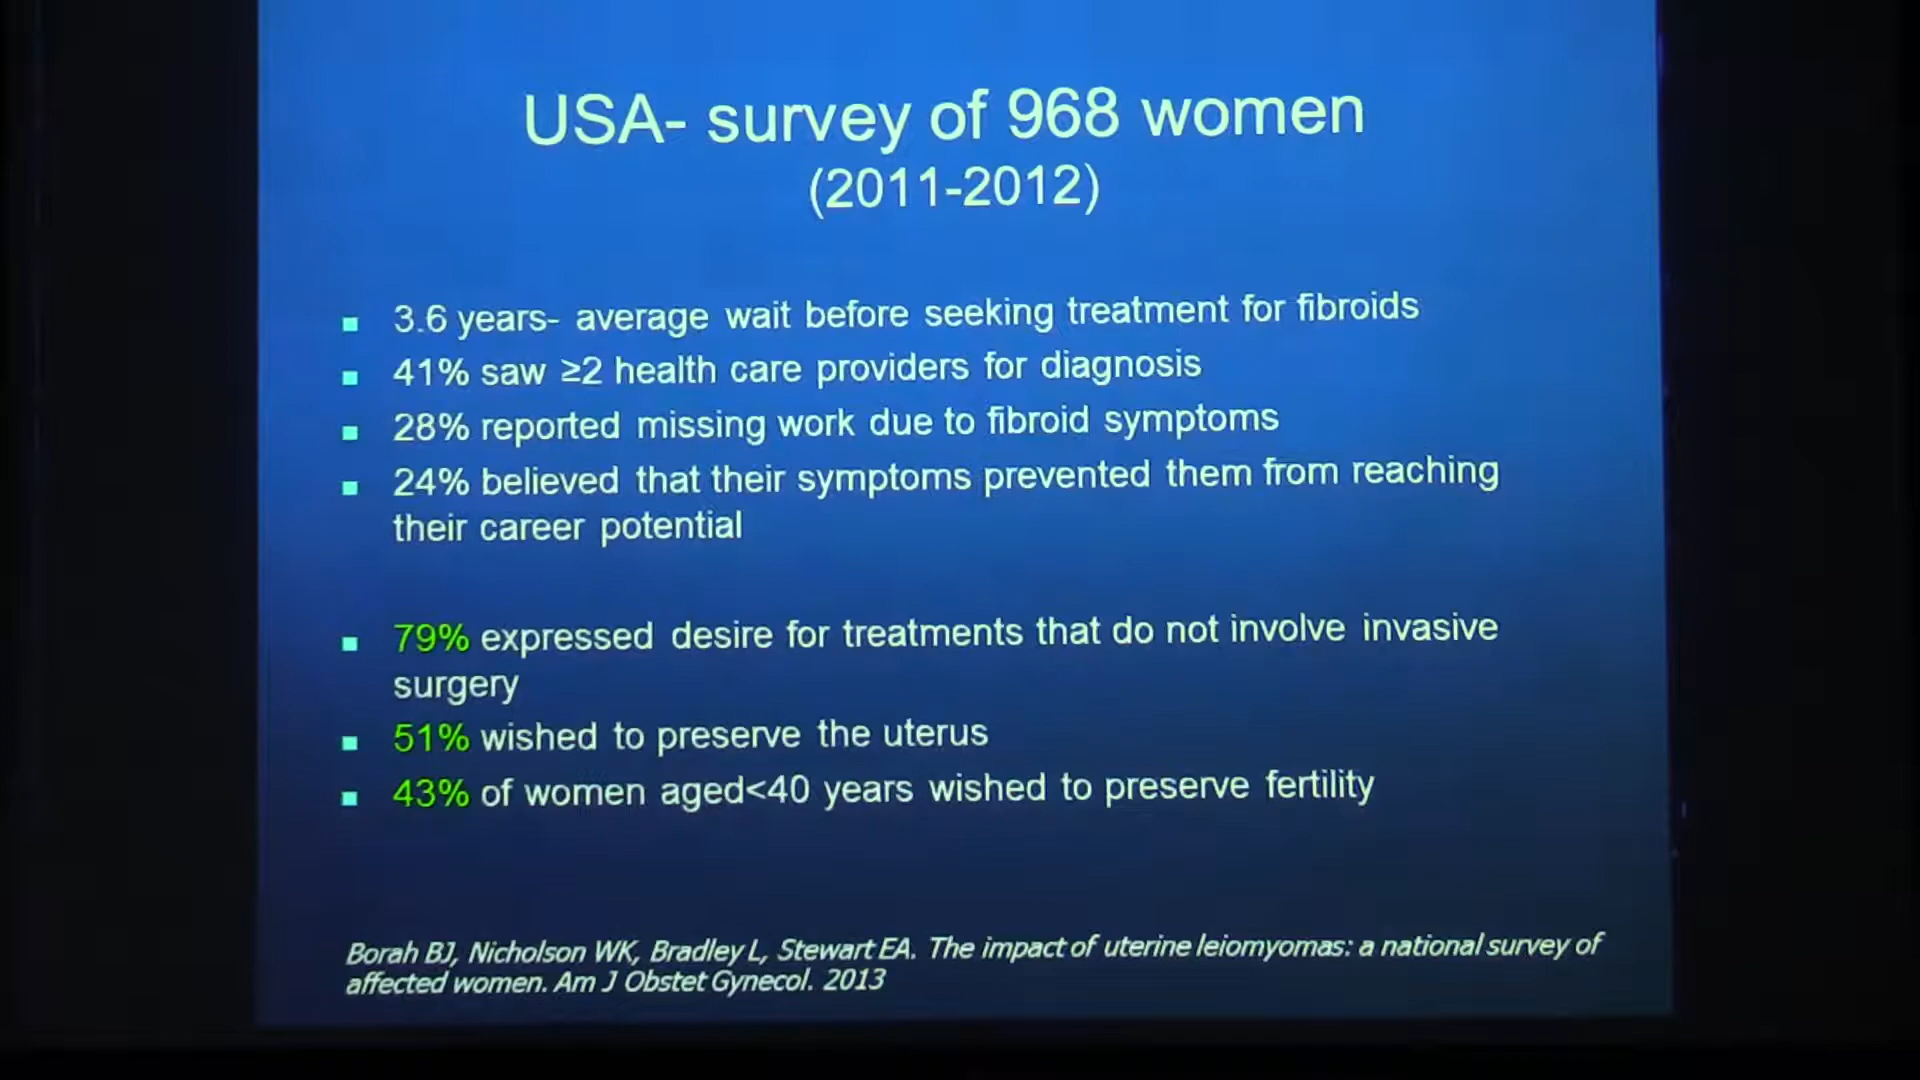 USA- survey of 968 women
(2011-2012)
▪ 3.6 years- average wait before seeking treatment for fibroids
▪ 41% saw ≥2 health care providers for diagnosis
▪ 28% reported missing work due to fibroid symptoms
▪ 24% believed that their symptoms prevented them from reaching
their career potential
▪ 79% expressed desire for treatments that do not involve invasive
surgery
▪ 51% wished to preserve the uterus
▪ 43% of women aged<40 years wished to preserve fertility
Borah BJ, Nicholson WK, Bradley L, Stewart EA. The impact of uterine leiomyomas: a national survey of
affected women. Am J Obstet Gynecol. 2013